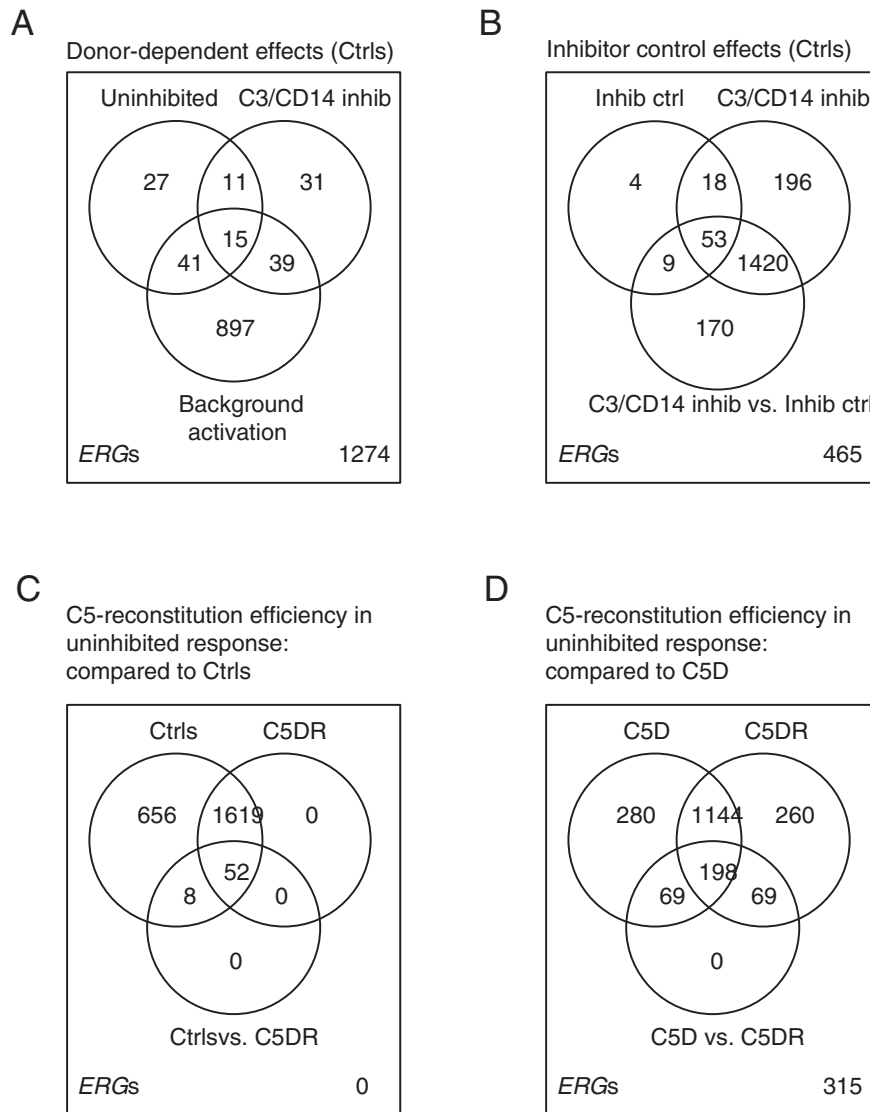 A
Donor-dependent effects (Ctrls)
Uninhibited C3/CD14 inhib
27 11 31
15
41 39
897
Background
activation
ERGs 1274
B
Inhibitor control effects (Ctrls)
Inhib ctrl C3/CD14 inhib
4 18 196
53
9 1420
170
C3/CD14 inhib vs. Inhib ctrl
ERGs 465
C
C5-reconstitution efficiency in
uninhibited response:
compared to Ctrls
Ctrls C5DR
656 1619 0
52
8 0
0
Ctrlsvs. C5DR
ERGs 0
D
C5-reconstitution efficiency in
uninhibited response:
compared to C5D
C5D C5DR
280 1144 260
198
69 69
0
C5D vs. C5DR
ERGs 315